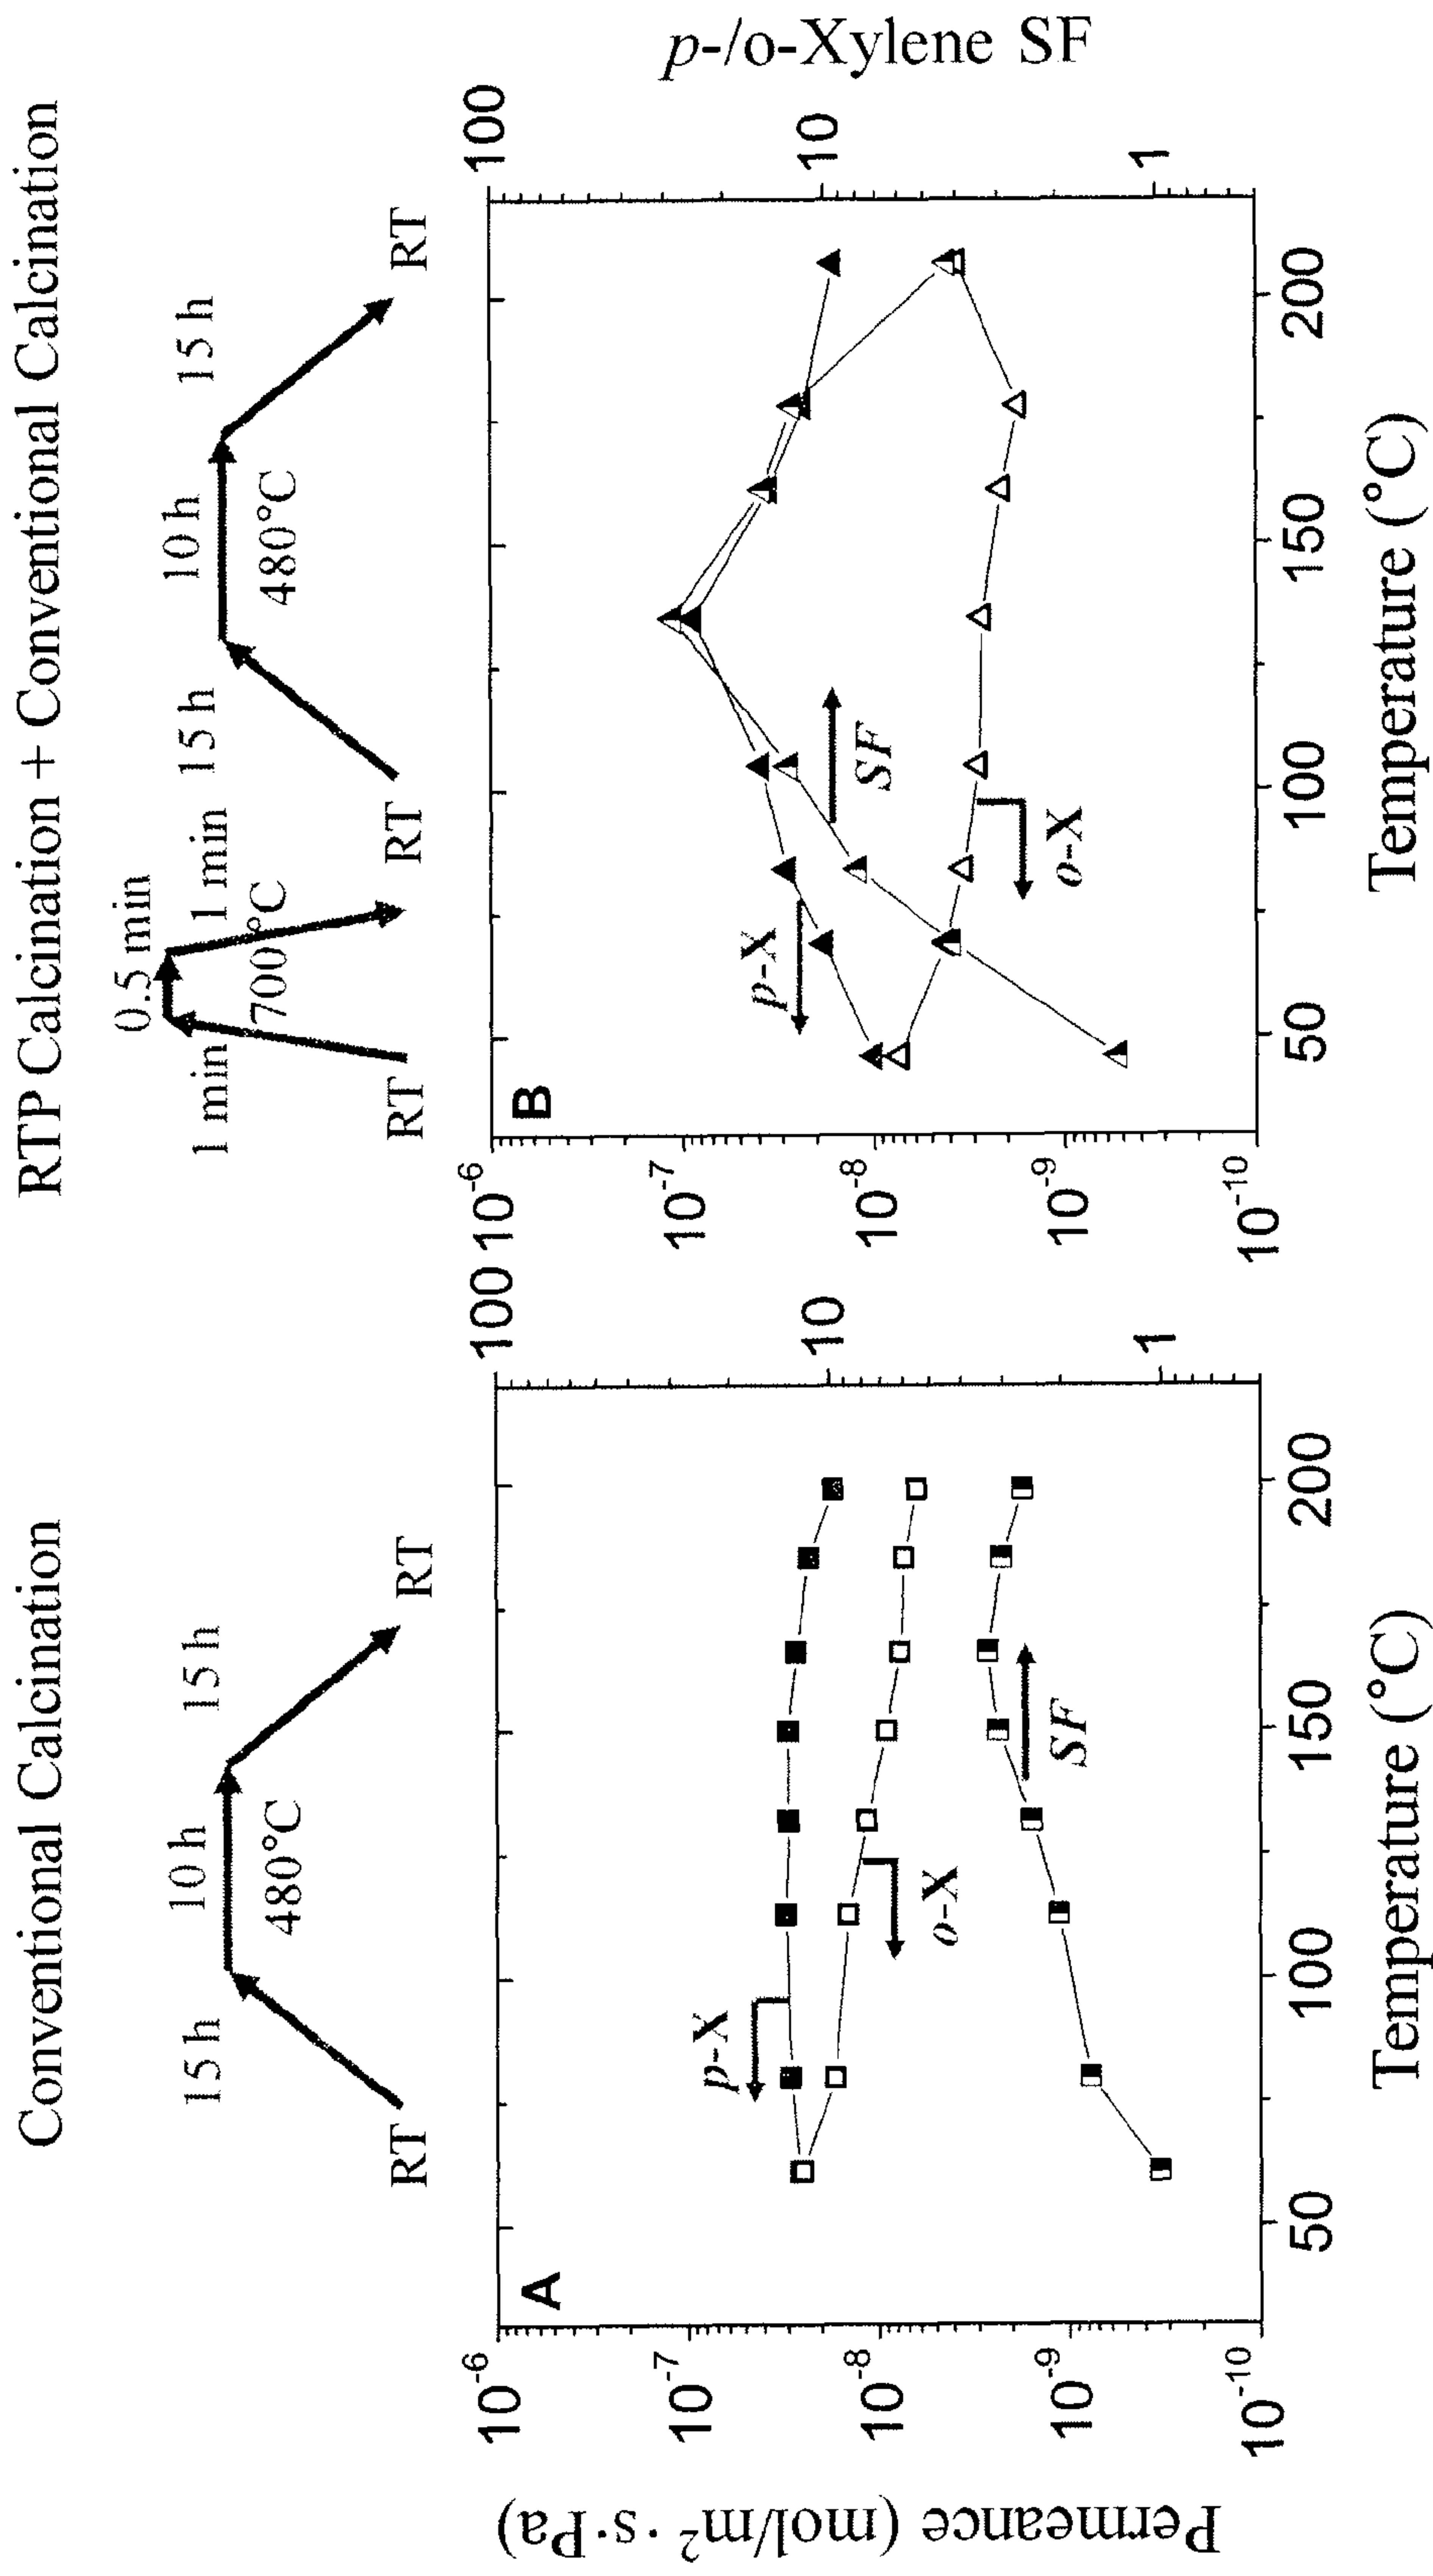 Conventional Calcination
15 h
10 h
15 h
480°C
RT
RT
RTP Calcination + Conventional Calcination
0.5 min
1 min
1 min
700°C
RT
RT
15 h
10 h
15 h
480°C
RT
A
p-X
o-X
SF
10⁻⁶
10⁻⁷
10⁻⁸
10⁻⁹
10⁻¹⁰
100
10
1
50
100
150
200
Temperature (°C)
Permeance (mol/m²·s·Pa)
B
p-X
SF
o-X
10⁻⁶
10⁻⁷
10⁻⁸
10⁻⁹
10⁻¹⁰
100
10
1
50
100
150
200
Temperature (°C)
p-/o-Xylene SF